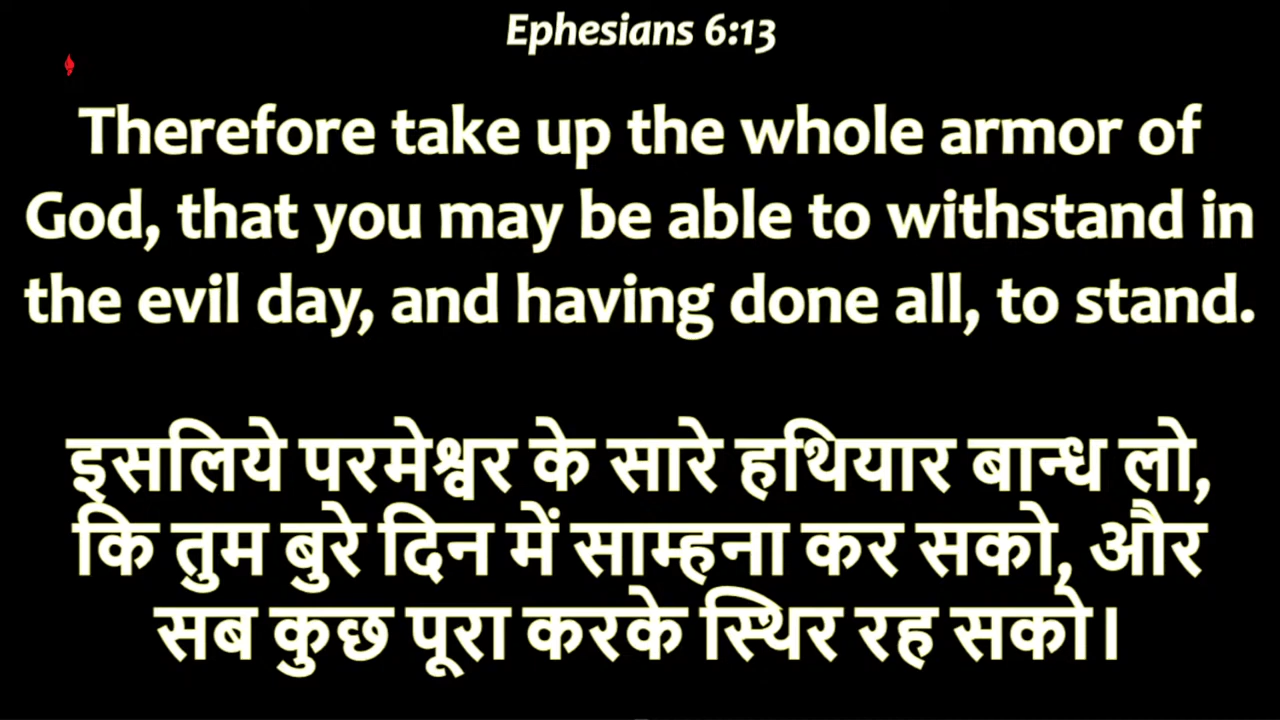 Ephesians 6:13
Therefore take up the whole armor of
God, that you may be able to withstand in
the evil day, and having done all, to stand.
इसलिये परमेश्वर के सारे हथियार बान्ध लो,
कि तुम बुरे दिन में साम्हना कर सको, और
सब कुछ पूरा करके स्थिर रह सको।